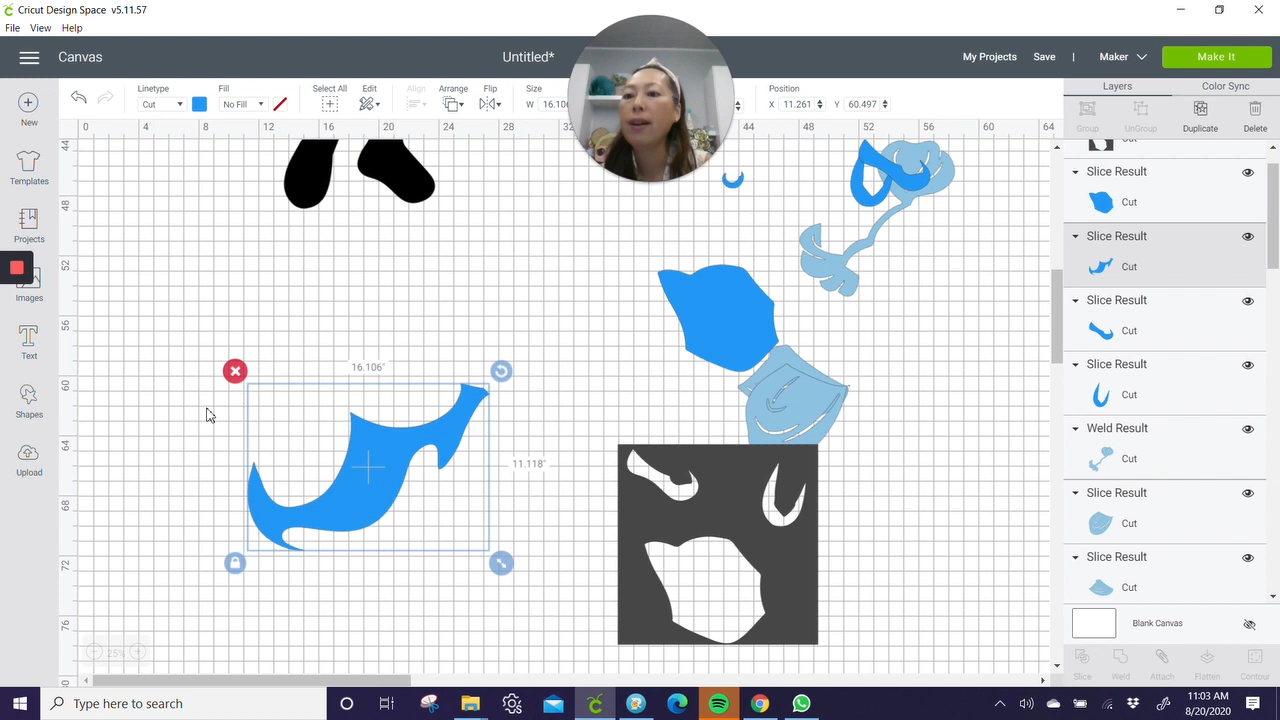 Cricut Design Space v5.11.57
File View Help
Canvas
Untitled*
My Projects Save | Maker Make It
Linetype
Cut
Fill
No Fill
Select All
Edit
Align
Arrange
Flip
Size
W 16.106
Position
X 11.261
Y 60.497
Layers
Color Sync
Group
UnGroup
Duplicate
Delete
0 4 8 12 16 20 24 28 32 44 48 52 56 60 64
44
48
52
56
60
64
68
72
76
80
New
Templates
Projects
Images
Text
Shapes
Upload
16.106"
11.118"
25%
Cut
Slice Result
Cut
Slice Result
Cut
Slice Result
Cut
Slice Result
Cut
Weld Result
Cut
Slice Result
Cut
Slice Result
Cut
Blank Canvas
Slice
Weld
Attach
Flatten
Contour
Type here to search
11:03 AM
8/20/2020